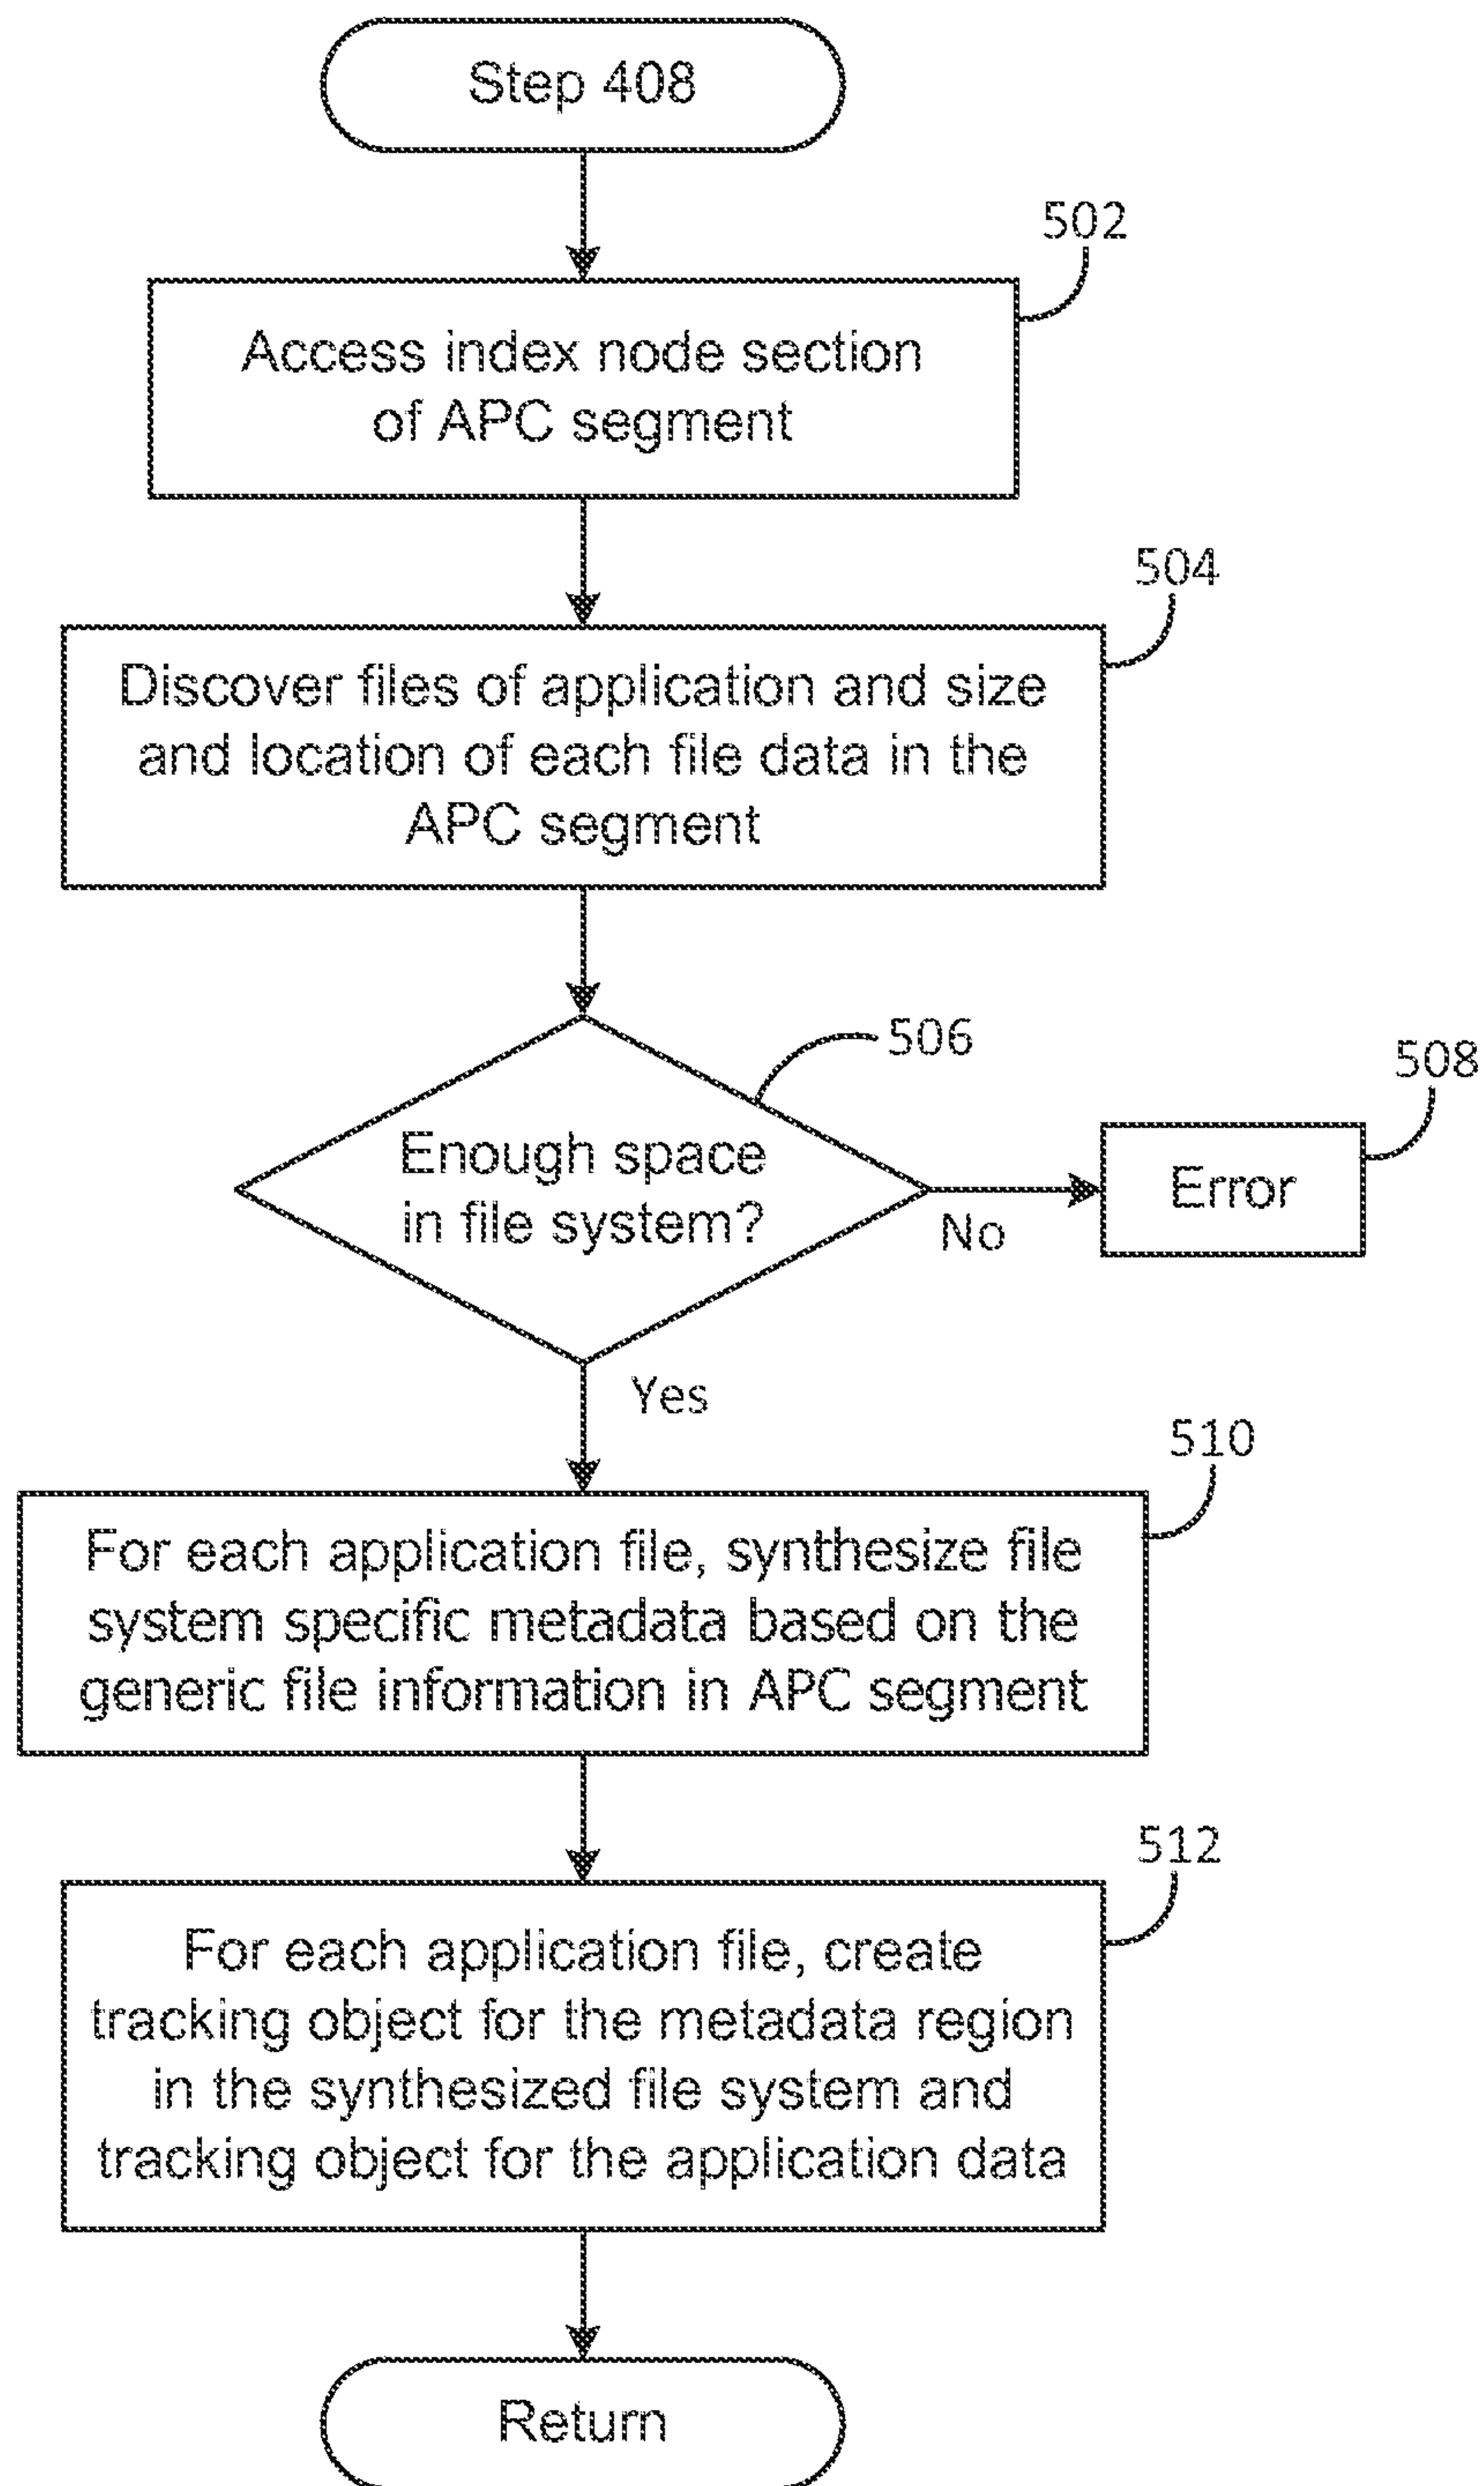 Step 408
502
Access index node section
of APC segment
504
Discover files of application and size
and location of each file data in the
APC segment
506
508
Enough space
in file system?
Error
No
Yes
510
For each application file, synthesize file
system specific metadata based on the
generic file information in APC segment
512
For each application file, create
tracking object for the metadata region
in the synthesized file system and
tracking object for the application data
Return